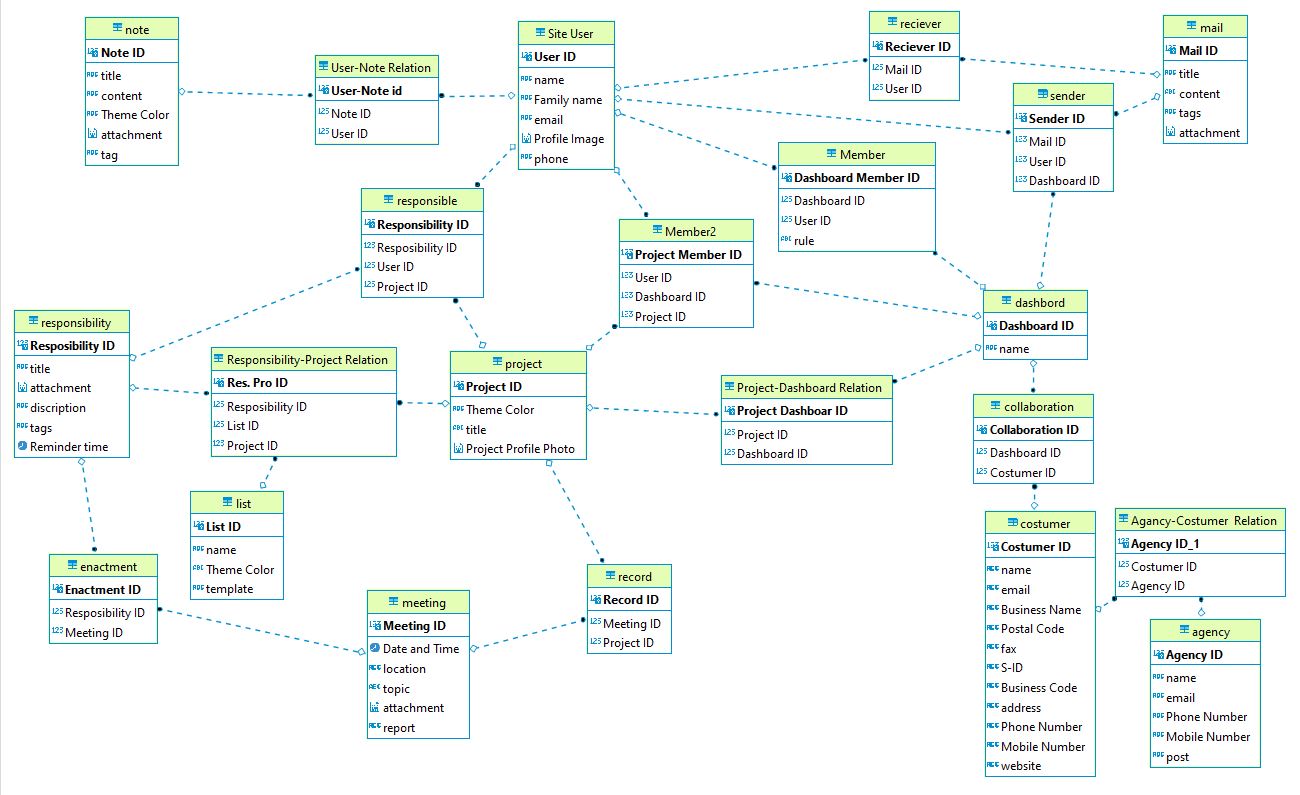 note
Note ID
title
content
Theme Color
attachment
tag
User-Note Relation
User-Note id
Note ID
User ID
Site User
User ID
name
Family name
email
Profile Image
phone
reciever
Reciever ID
Mail ID
User ID
mail
Mail ID
title
content
tags
attachment
sender
Sender ID
Mail ID
User ID
Dashboard ID
Member
Dashboard Member ID
Dashboard ID
User ID
rule
responsible
Responsibility ID
Resposibility ID
User ID
Project ID
Member2
Project Member ID
User ID
Dashboard ID
Project ID
dashbord
Dashboard ID
name
responsibility
Resposibility ID
title
attachment
discription
tags
Reminder time
Responsibility-Project Relation
Res. Pro ID
Resposibility ID
List ID
Project ID
project
Project ID
Theme Color
title
Project Profile Photo
Project-Dashboard Relation
Project Dashboar ID
Project ID
Dashboard ID
collaboration
Collaboration ID
Dashboard ID
Costumer ID
list
List ID
name
Theme Color
template
enactment
Enactment ID
Resposibility ID
Meeting ID
meeting
Meeting ID
Date and Time
location
topic
attachment
report
record
Record ID
Meeting ID
Project ID
costumer
Costumer ID
name
email
Business Name
Postal Code
fax
S-ID
Business Code
address
Phone Number
Mobile Number
website
Agancy-Costumer Relation
Agency ID_1
Costumer ID
Agency ID
agency
Agency ID
name
email
Phone Number
Mobile Number
post